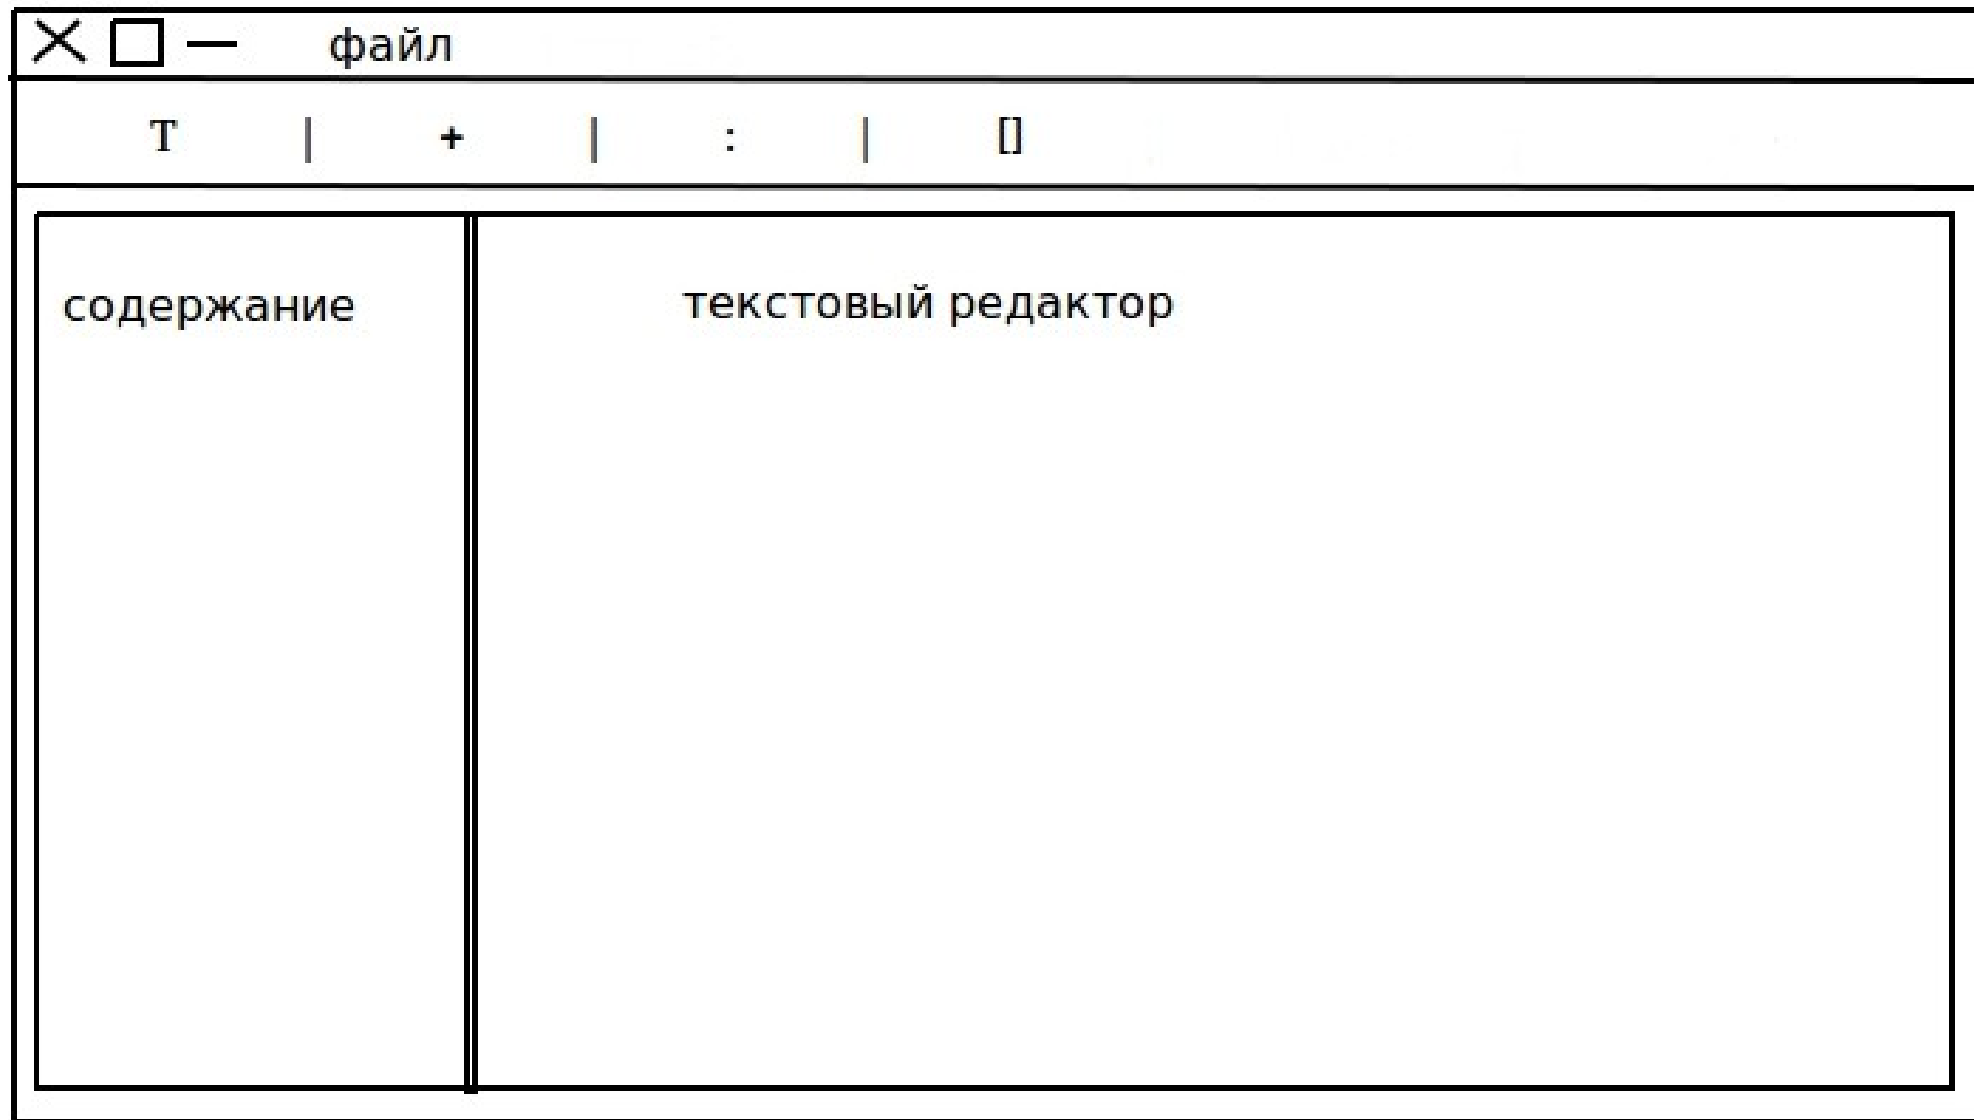 файл
T | + | : | []
содержание
текстовый редактор